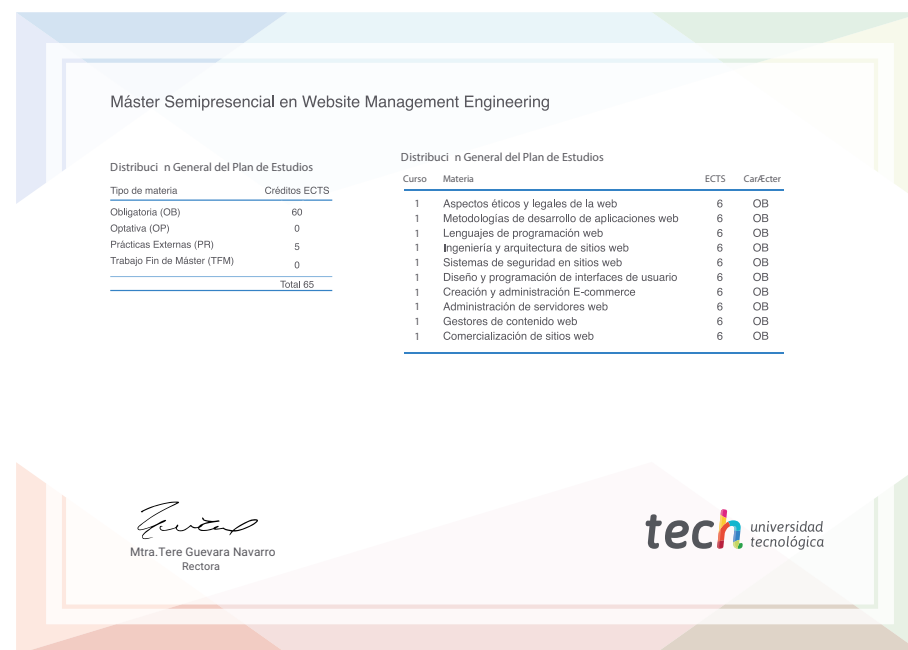 Máster Semipresencial en Website Management Engineering
Distribuci n General del Plan de Estudios
Tipo de materia Créditos ECTS
Obligatoria (OB) 60
Optativa (OP) 0
Prácticas Externas (PR) 5
Trabajo Fin de Máster (TFM) 0
Total 65
Distribuci n General del Plan de Estudios
Curso Materia ECTS CarÆcter
1 Aspectos éticos y legales de la web 6 OB
1 Metodologías de desarrollo de aplicaciones web 6 OB
1 Lenguajes de programación web 6 OB
1 Ingeniería y arquitectura de sitios web 6 OB
1 Sistemas de seguridad en sitios web 6 OB
1 Diseño y programación de interfaces de usuario 6 OB
1 Creación y administración E-commerce 6 OB
1 Administración de servidores web 6 OB
1 Gestores de contenido web 6 OB
1 Comercialización de sitios web 6 OB
Mtra.Tere Guevara Navarro
Rectora
tech universidad
tecnológica